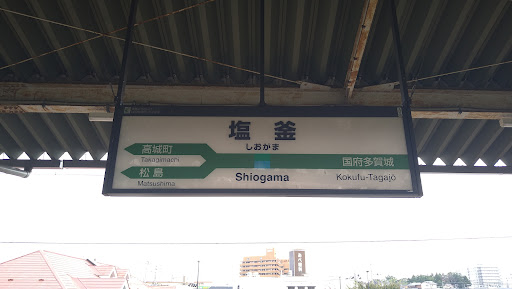 塩釜
しおがま
Shiogama
高城町
Takagimachi
松島
Matsushima
国府多賀城
Kokufu-Tagajō